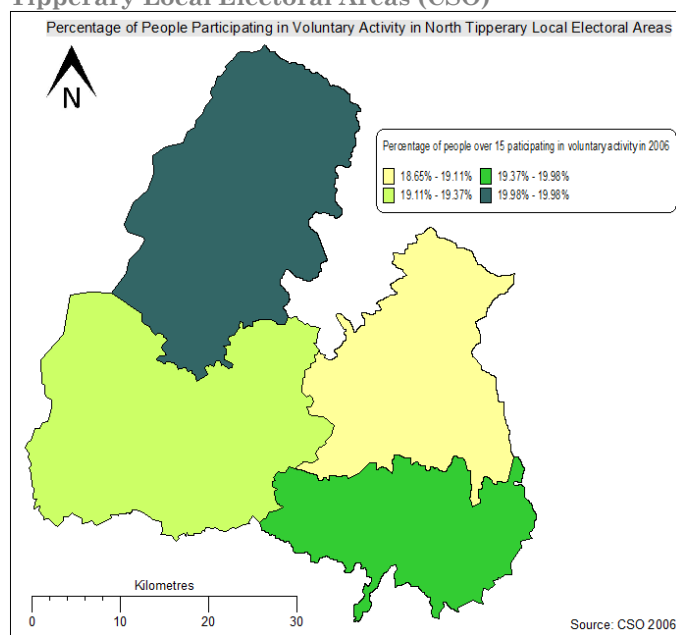 Tipperary Local Electoral Areas (CSO)
Percentage of People Participating in Voluntary Activity in North Tipperary Local Electoral Areas
N
Percentage of people over 15 paticipating in voluntary activity in 2006
18.65% - 19.11% 19.37% - 19.98%
19.11% - 19.37% 19.98% - 19.98%
Kilometres
0 10 20 30
Source: CSO 2006